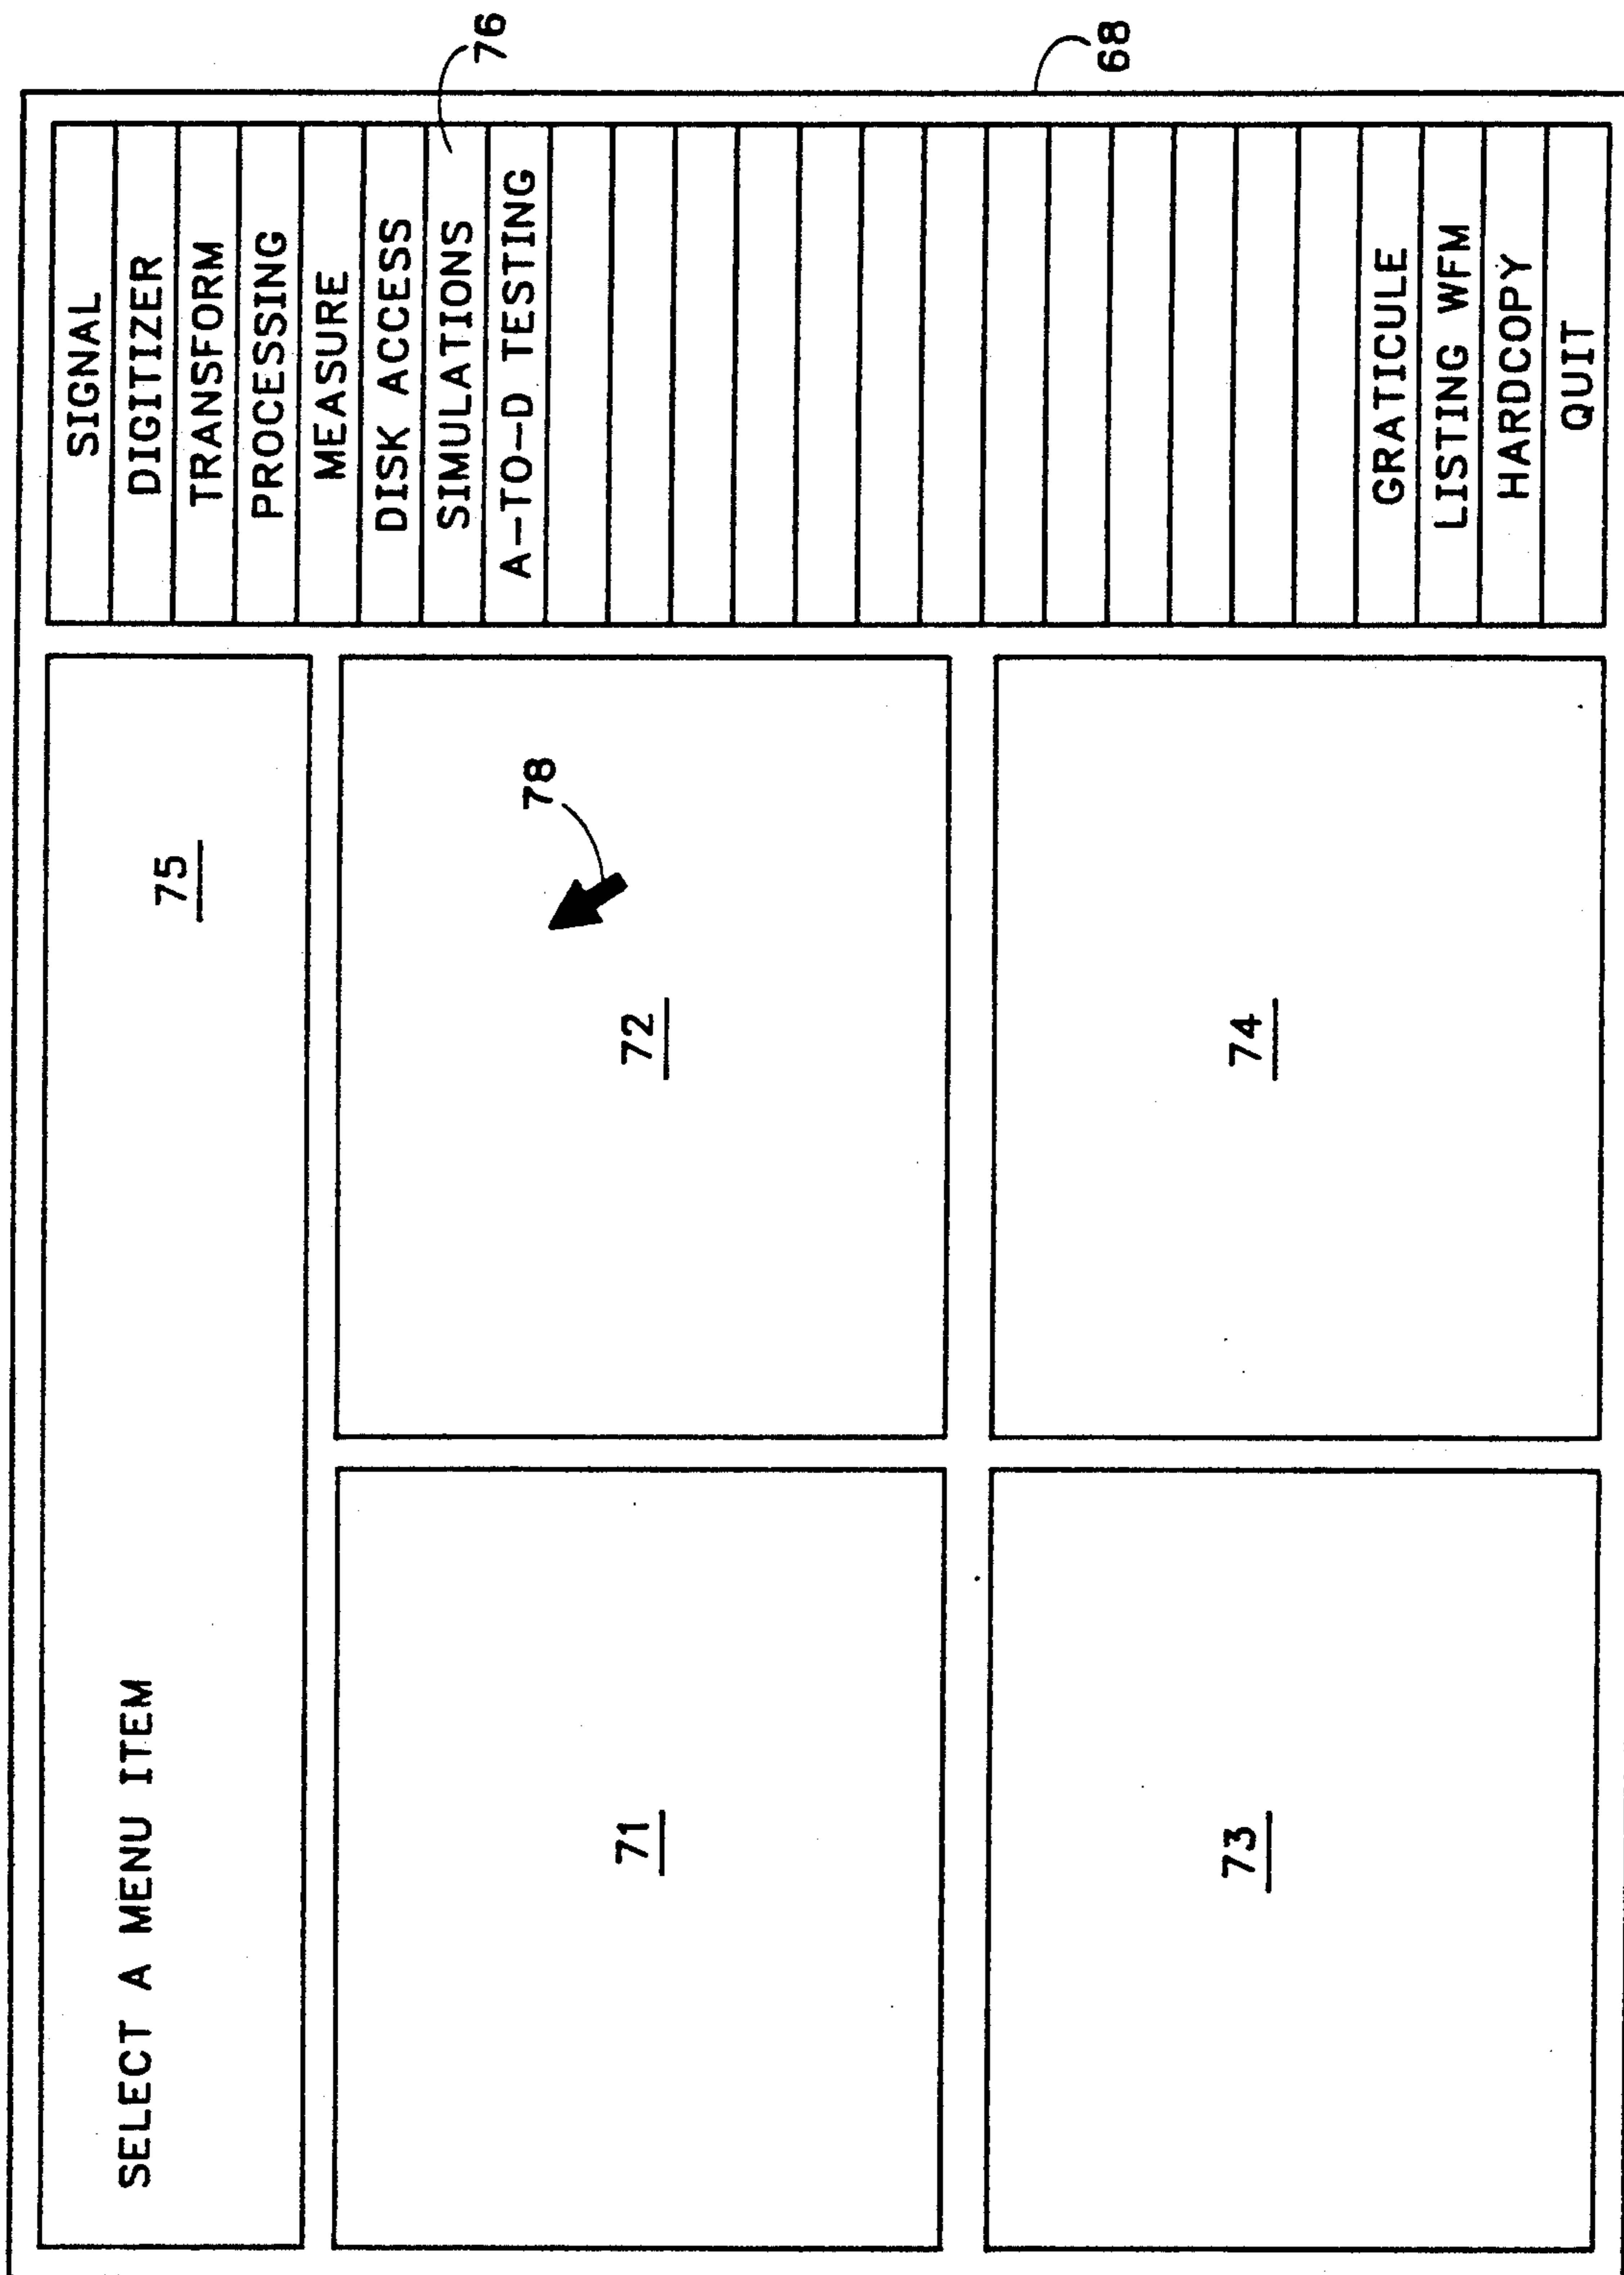 SELECT A MENU ITEM
75
SIGNAL
DIGITIZER
TRANSFORM
PROCESSING
MEASURE
DISK ACCESS
SIMULATIONS
A-TO-D TESTING
GRATICULE
LISTING WFM
HARDCOPY
QUIT
76
78
71
72
73
74
68